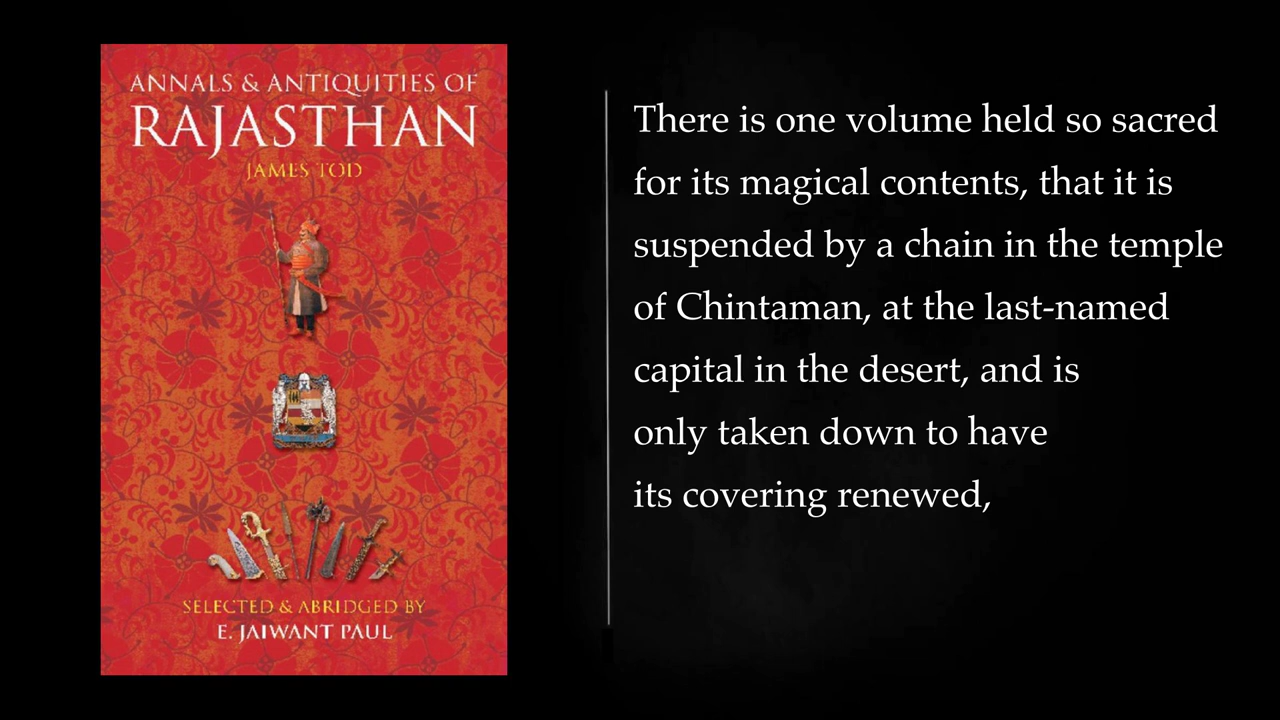 ANNALS & ANTIQUITIES OF
RAJASTHAN
JAMES TOD
SELECTED & ABRIDGED BY
E. JAIWANT PAUL
There is one volume held so sacred
for its magical contents, that it is
suspended by a chain in the temple
of Chintaman, at the last-named
capital in the desert, and is
only taken down to have
its covering renewed,